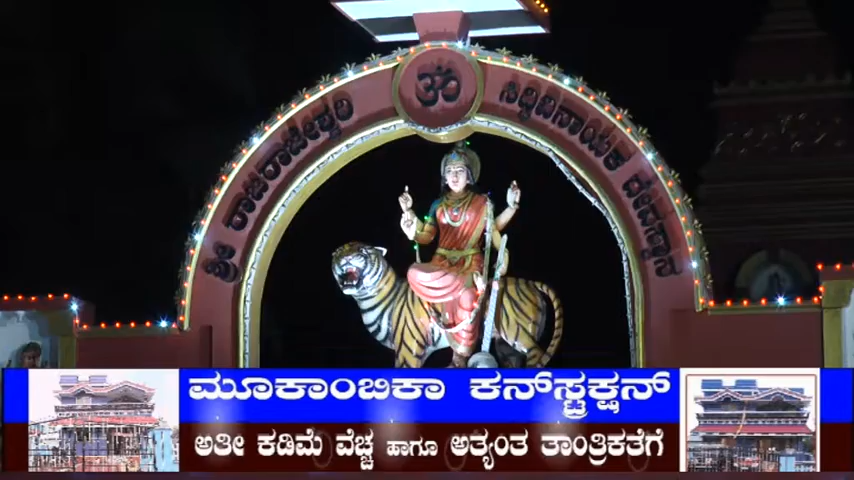 ಓಂ
ಶ್ರೀ ರಾಜರಾಜೇಶ್ವರಿ ಸಿದ್ಧಿವಿನಾಯಕ ದೇವಸ್ಥಾನ
ಮೂಕಾಂಬಿಕಾ ಕನ್‌ಸ್ಟ್ರಕ್ಷನ್
ಅತೀ ಕಡಿಮೆ ವೆಚ್ಚ ಹಾಗೂ ಅತ್ಯಂತ ತಾಂತ್ರಿಕತೆಗೆ